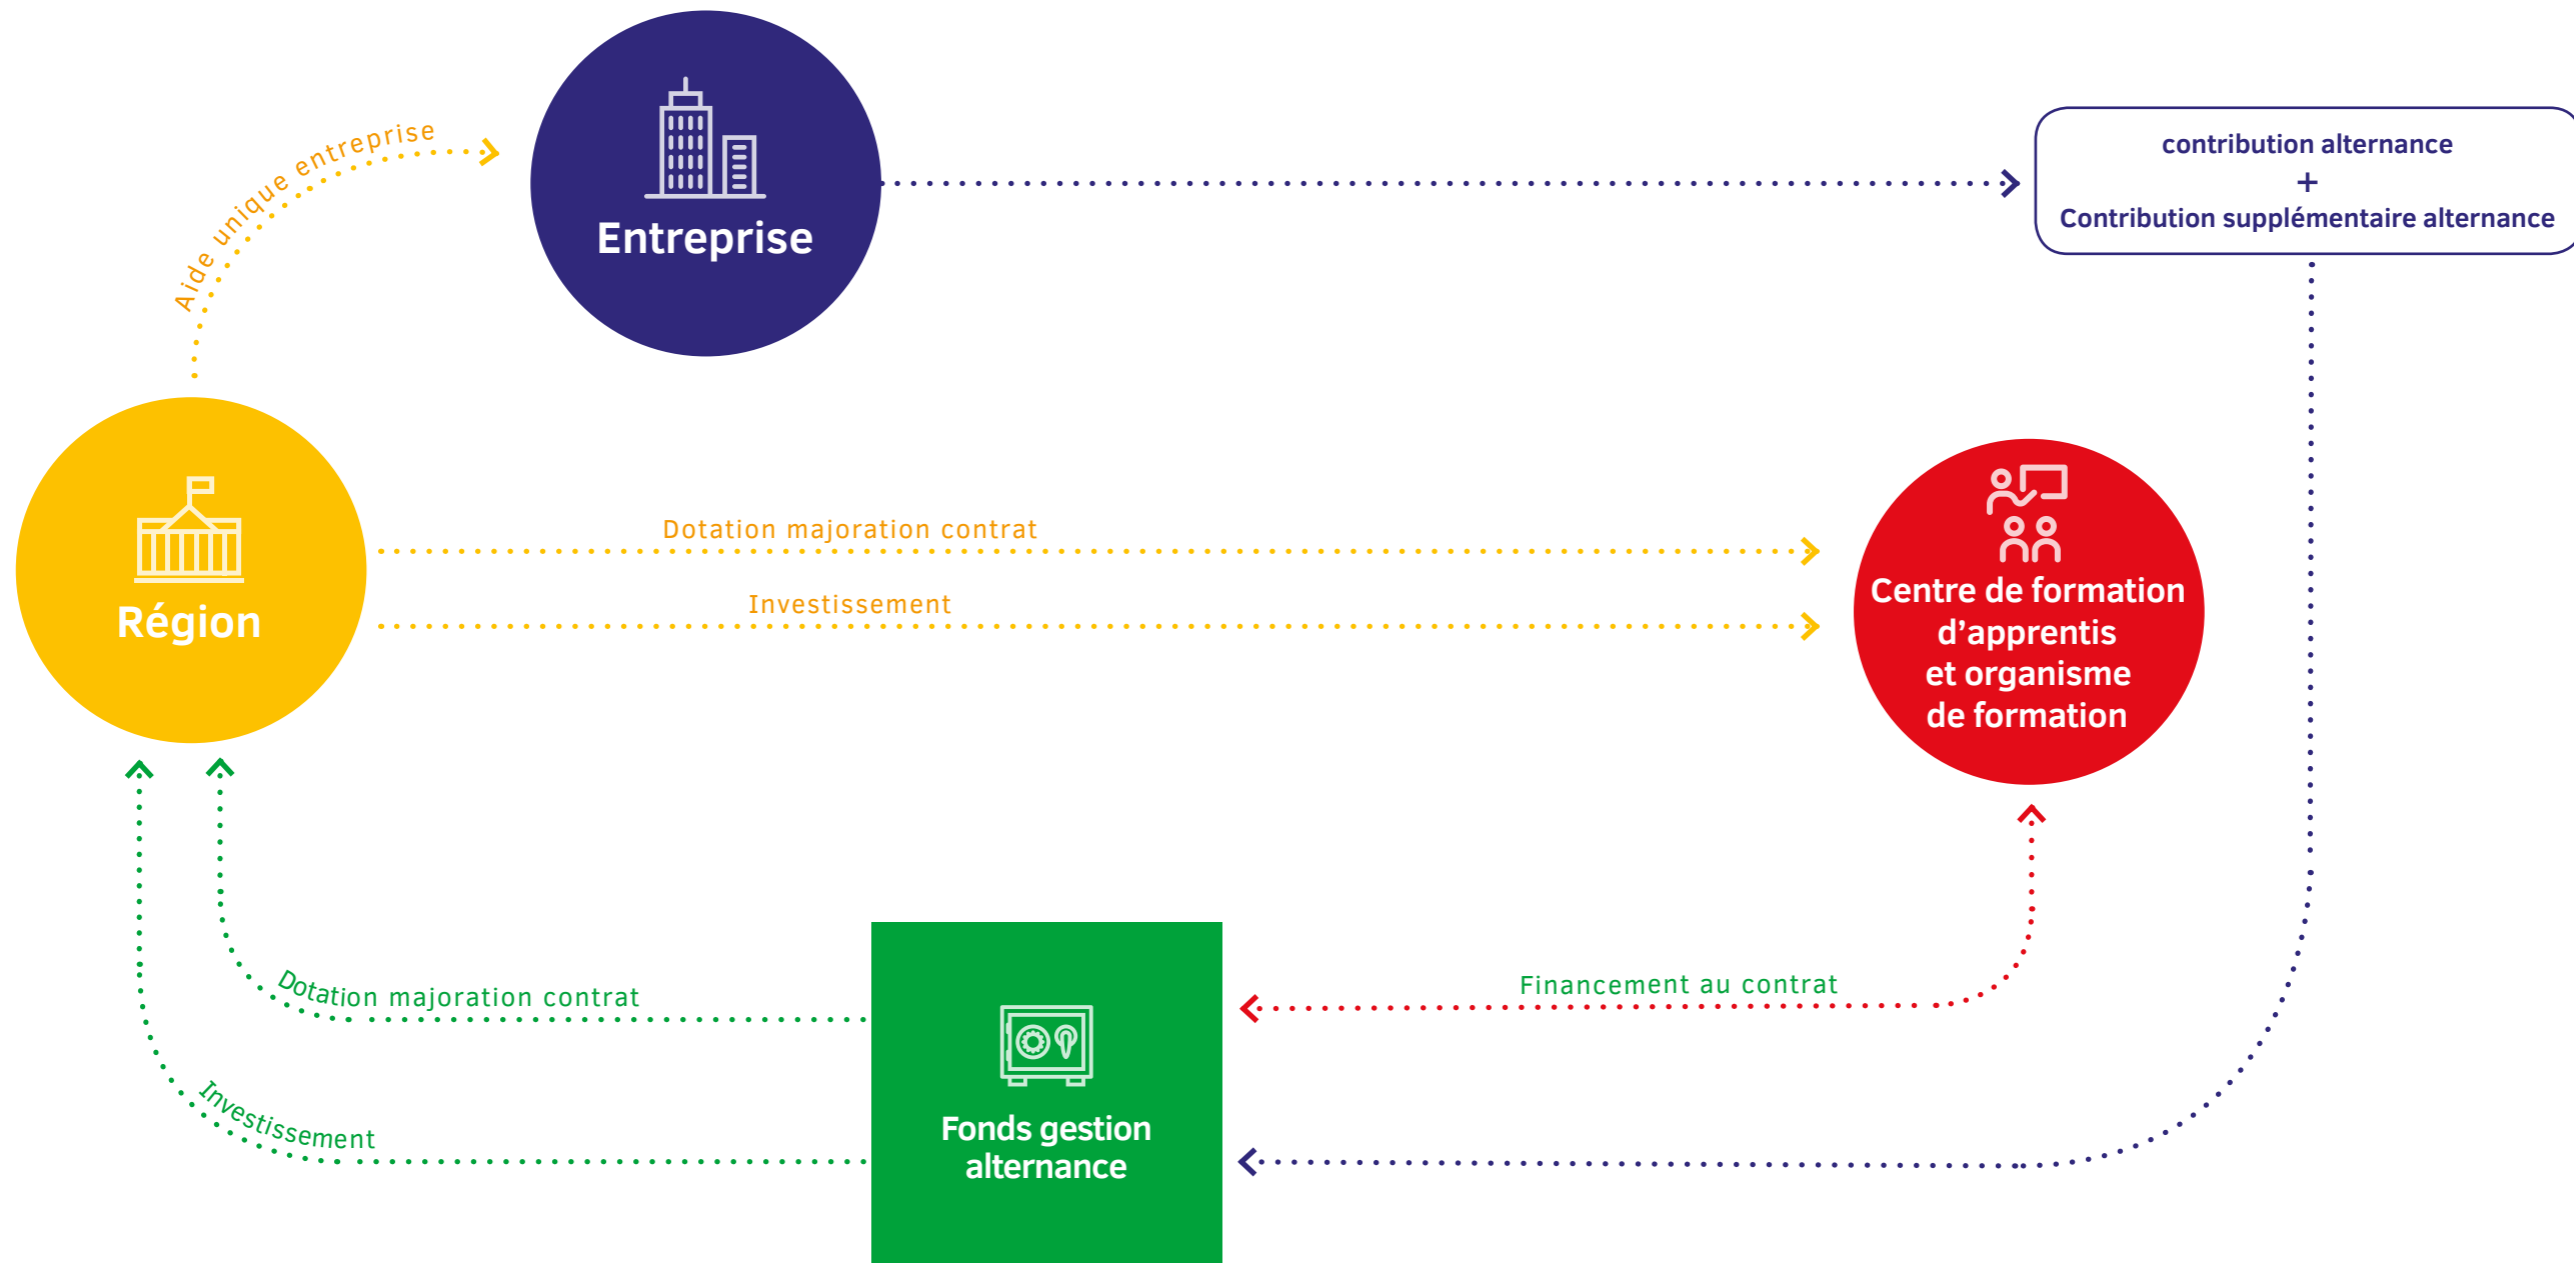 Aide unique entreprise
Entreprise
contribution alternance
+
Contribution supplémentaire alternance
Région
Dotation majoration contrat
Investissement
Centre de formation
d’apprentis
et organisme
de formation
Dotation majoration contrat
Investissement
Financement au contrat
Fonds gestion
alternance